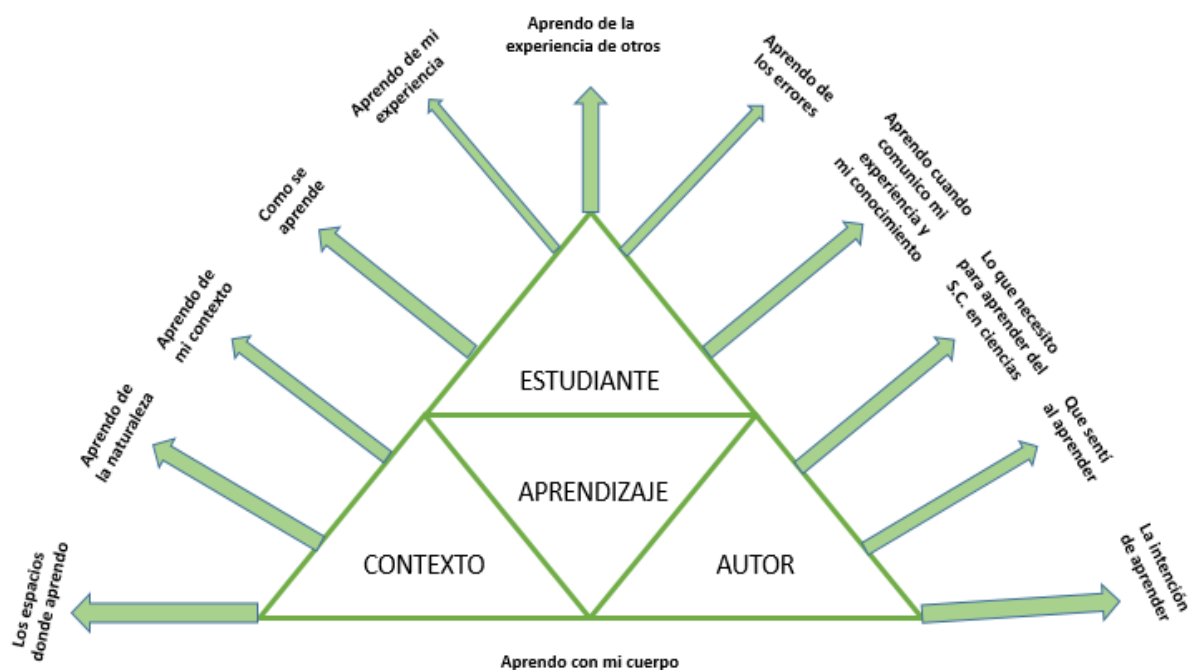 Aprendo de la
experiencia de otros
Aprendo de mi
experiencia
Aprendo de
los errores
Como se
aprende
Aprendo cuando
comunico mi
experiencia y
mi conocimiento
Aprendo de
mi contexto
Lo que necesito
para aprender del
S.C. en ciencias
Aprendo de
la naturaleza
Que sentí
al aprender
Los espacios
donde aprendo
La intención
de aprender
ESTUDIANTE
APRENDIZAJE
CONTEXTO
AUTOR
Aprendo con mi cuerpo